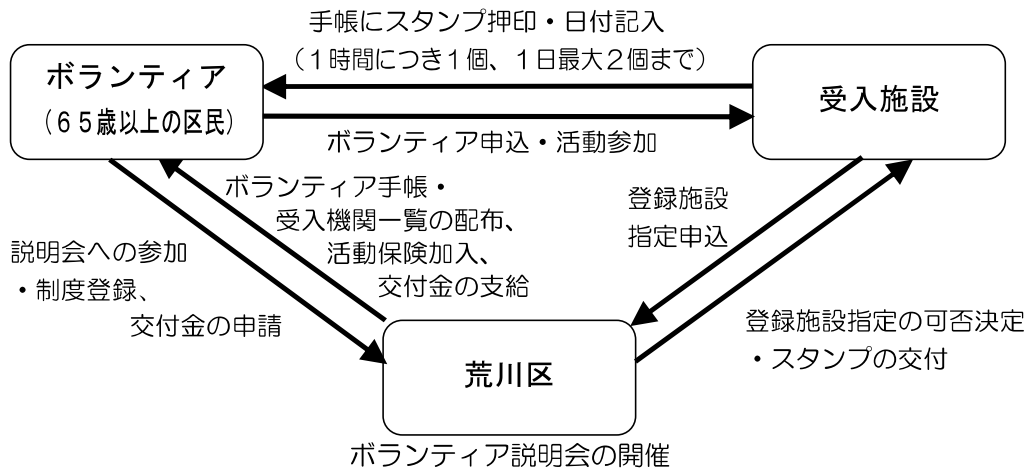 手帳にスタンプ押印・日付記入
（１時間につき１個、１日最大２個まで）
ボランティア
（６５歳以上の区民）
受入施設
ボランティア申込・活動参加
ボランティア手帳・
受入機関一覧の配布、
活動保険加入、
交付金の支給
登録施設
指定申込
説明会への参加
・制度登録、
交付金の申請
登録施設指定の可否決定
・スタンプの交付
荒川区
ボランティア説明会の開催